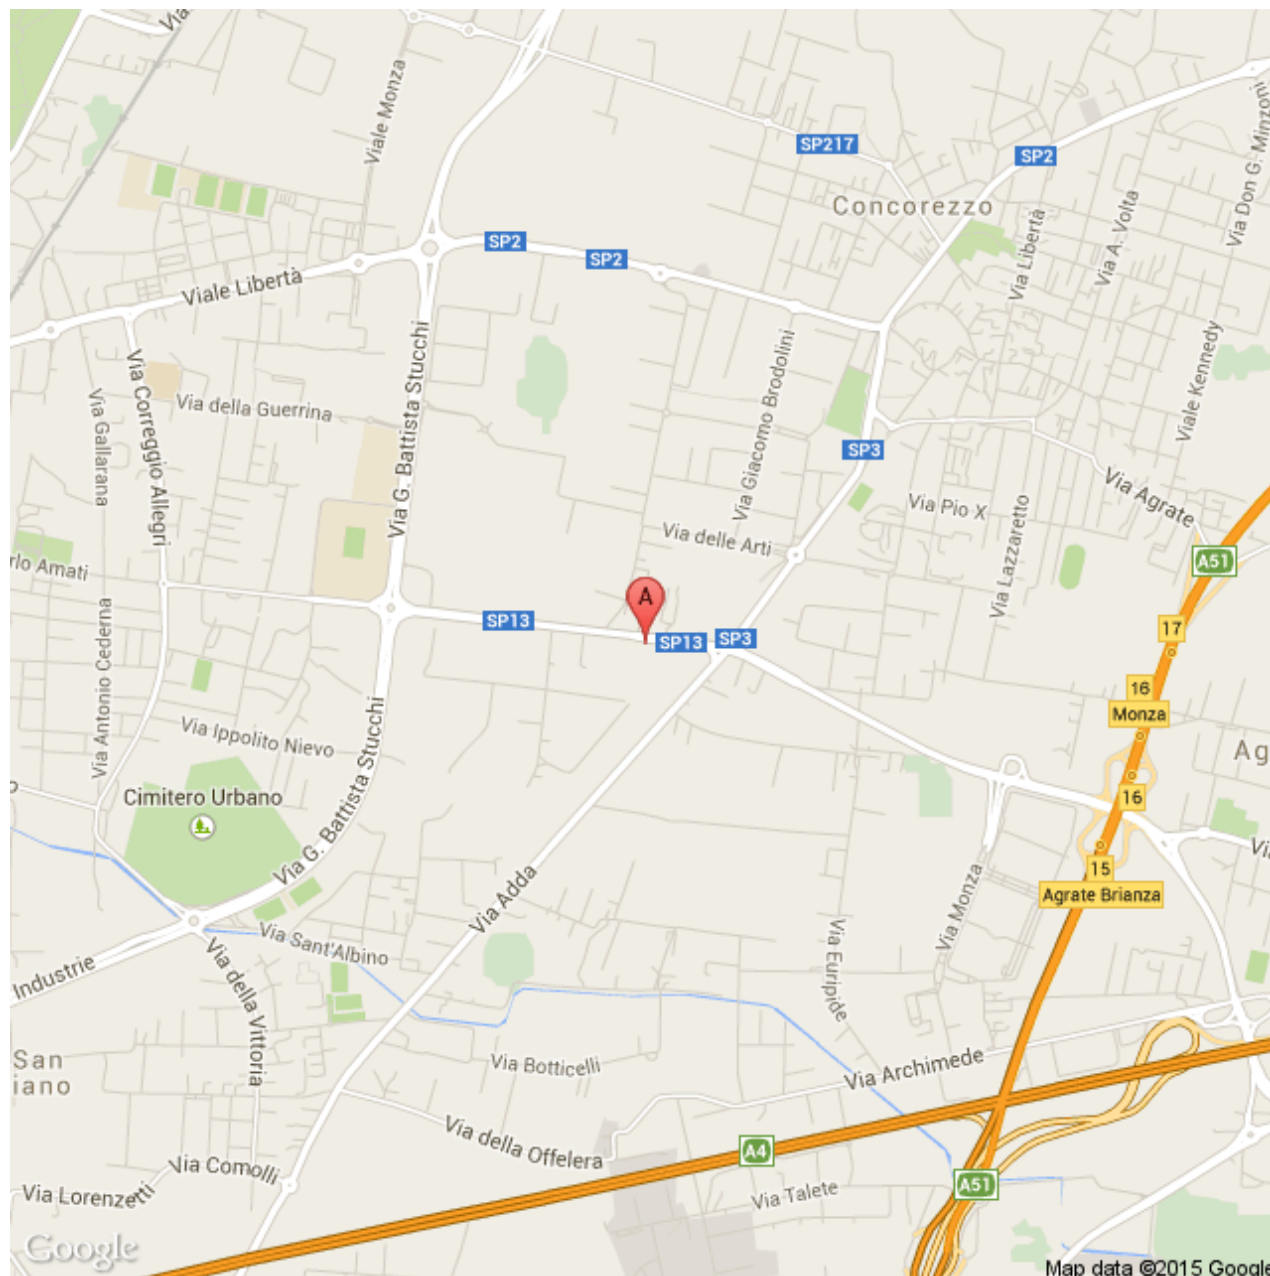 Via
Viale Monza
SP217
SP2
Via Don G. Minzoni
Concorezzo
Via A. Volta
Via Libertà
SP2
SP2
Viale Libertà
Via G. Battista Stucchi
Via Giacomo Brodolini
Viale Kennedy
Via Correggio Allegri
Via Gallarana
Via della Guerrina
SP3
Via Agrate
Via Pio X
Via Lazzaretto
Via delle Arti
rlo Amati
A51
Via Antonio Cederna
A
SP13
SP13
SP3
17
16
Monza
Via Ippolito Nievo
Via G. Battista Stucchi
Ag
16
o
Cimitero Urbano
Via
15
Agrate Brianza
Via Adda
Via Monza
Via Euripide
Via Sant'Albino
Industrie
Via della Vittoria
San
iano
Via Botticelli
Via Archimede
Via della Offelera
A4
Via Comolli
Via Lorenzetti
Via Talete
A51
Google
Map data ©2015 Google